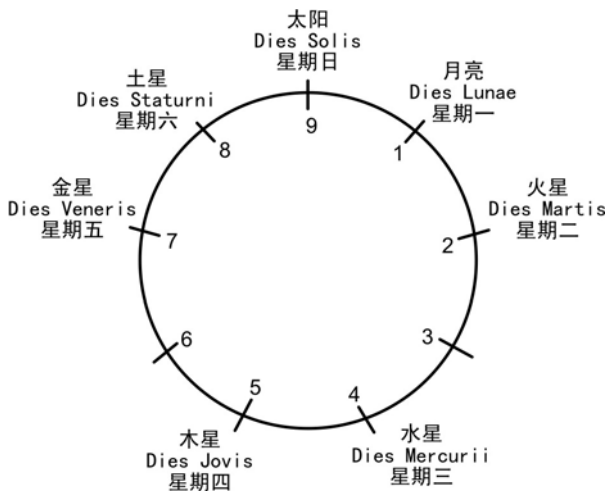 太阳
Dies Solis
星期日
9
月亮
Dies Lunae
星期一
1
火星
Dies Martis
星期二
2
3
水星
Dies Mercurii
星期三
4
木星
Dies Jovis
星期四
5
6
金星
Dies Veneris
星期五
7
土星
Dies Staturni
星期六
8